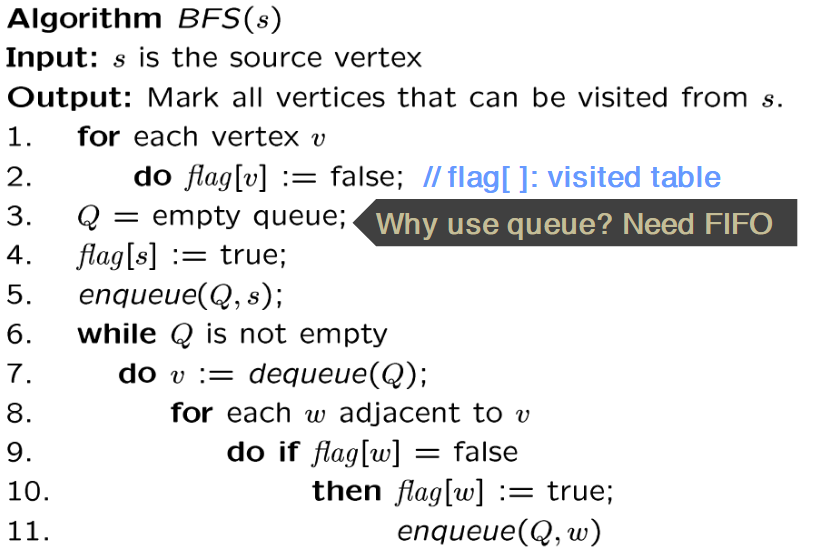 Algorithm BFS(s)
Input: s is the source vertex
Output: Mark all vertices that can be visited from s.
1. for each vertex v
2. do flag[v] := false; // flag[ ]: visited table
3. Q = empty queue; Why use queue? Need FIFO
4. flag[s] := true;
5. enqueue(Q, s);
6. while Q is not empty
7. do v := dequeue(Q);
8. for each w adjacent to v
9. do if flag[w] = false
10. then flag[w] := true;
11. enqueue(Q, w)